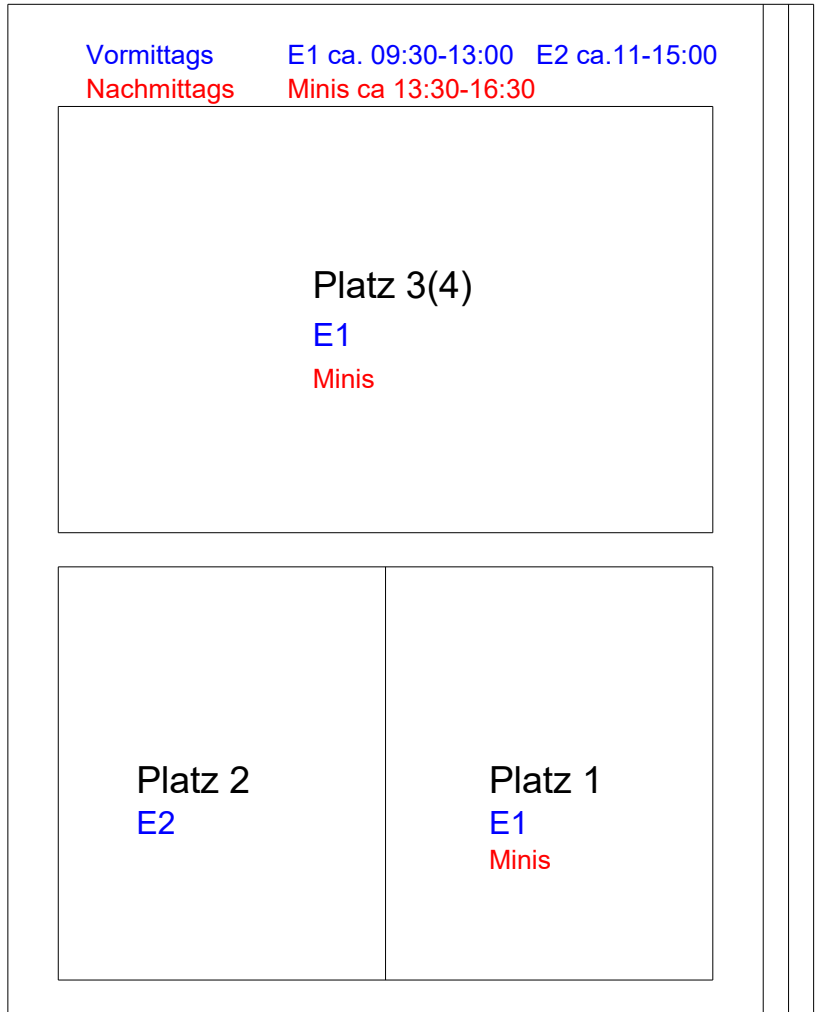 Vormittags E1 ca. 09:30-13:00 E2 ca.11-15:00
Nachmittags Minis ca 13:30-16:30
Platz 3(4)
E1
Minis
Platz 2
E2
Platz 1
E1
Minis